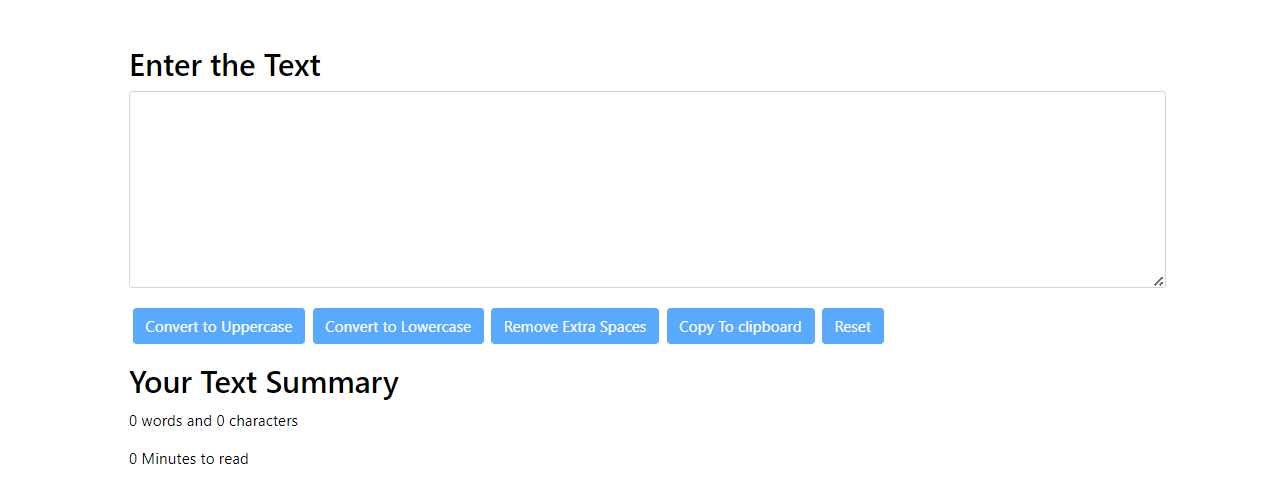 Enter the Text
Convert to Uppercase Convert to Lowercase Remove Extra Spaces Copy To clipboard Reset
Your Text Summary
0 words and 0 characters
0 Minutes to read